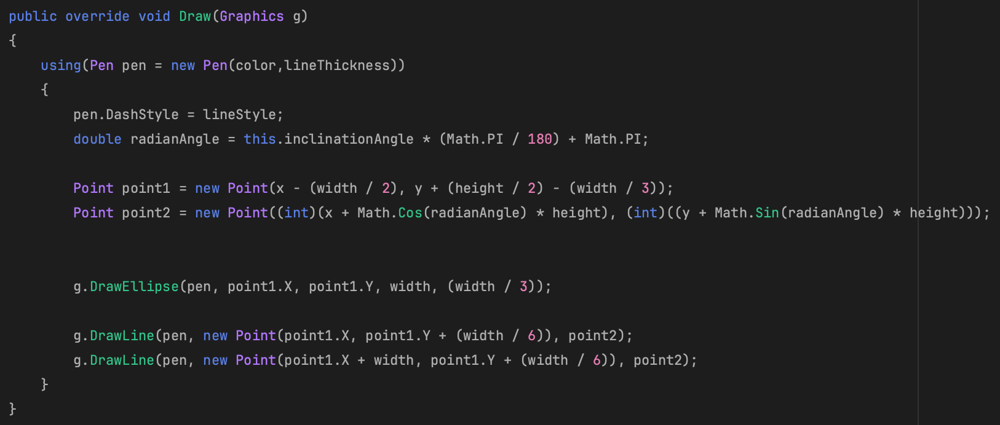 public override void Draw(Graphics g)
{
    using(Pen pen = new Pen(color,lineThickness))
    {
        pen.DashStyle = lineStyle;
        double radianAngle = this.inclinationAngle * (Math.PI / 180) + Math.PI;
        Point point1 = new Point(x - (width / 2), y + (height / 2) - (width / 3));
        Point point2 = new Point((int)(x + Math.Cos(radianAngle) * height), (int)((y + Math.Sin(radianAngle) * height)));
        g.DrawEllipse(pen, point1.X, point1.Y, width, (width / 3));
        g.DrawLine(pen, new Point(point1.X, point1.Y + (width / 6)), point2);
        g.DrawLine(pen, new Point(point1.X + width, point1.Y + (width / 6)), point2);
    }
}